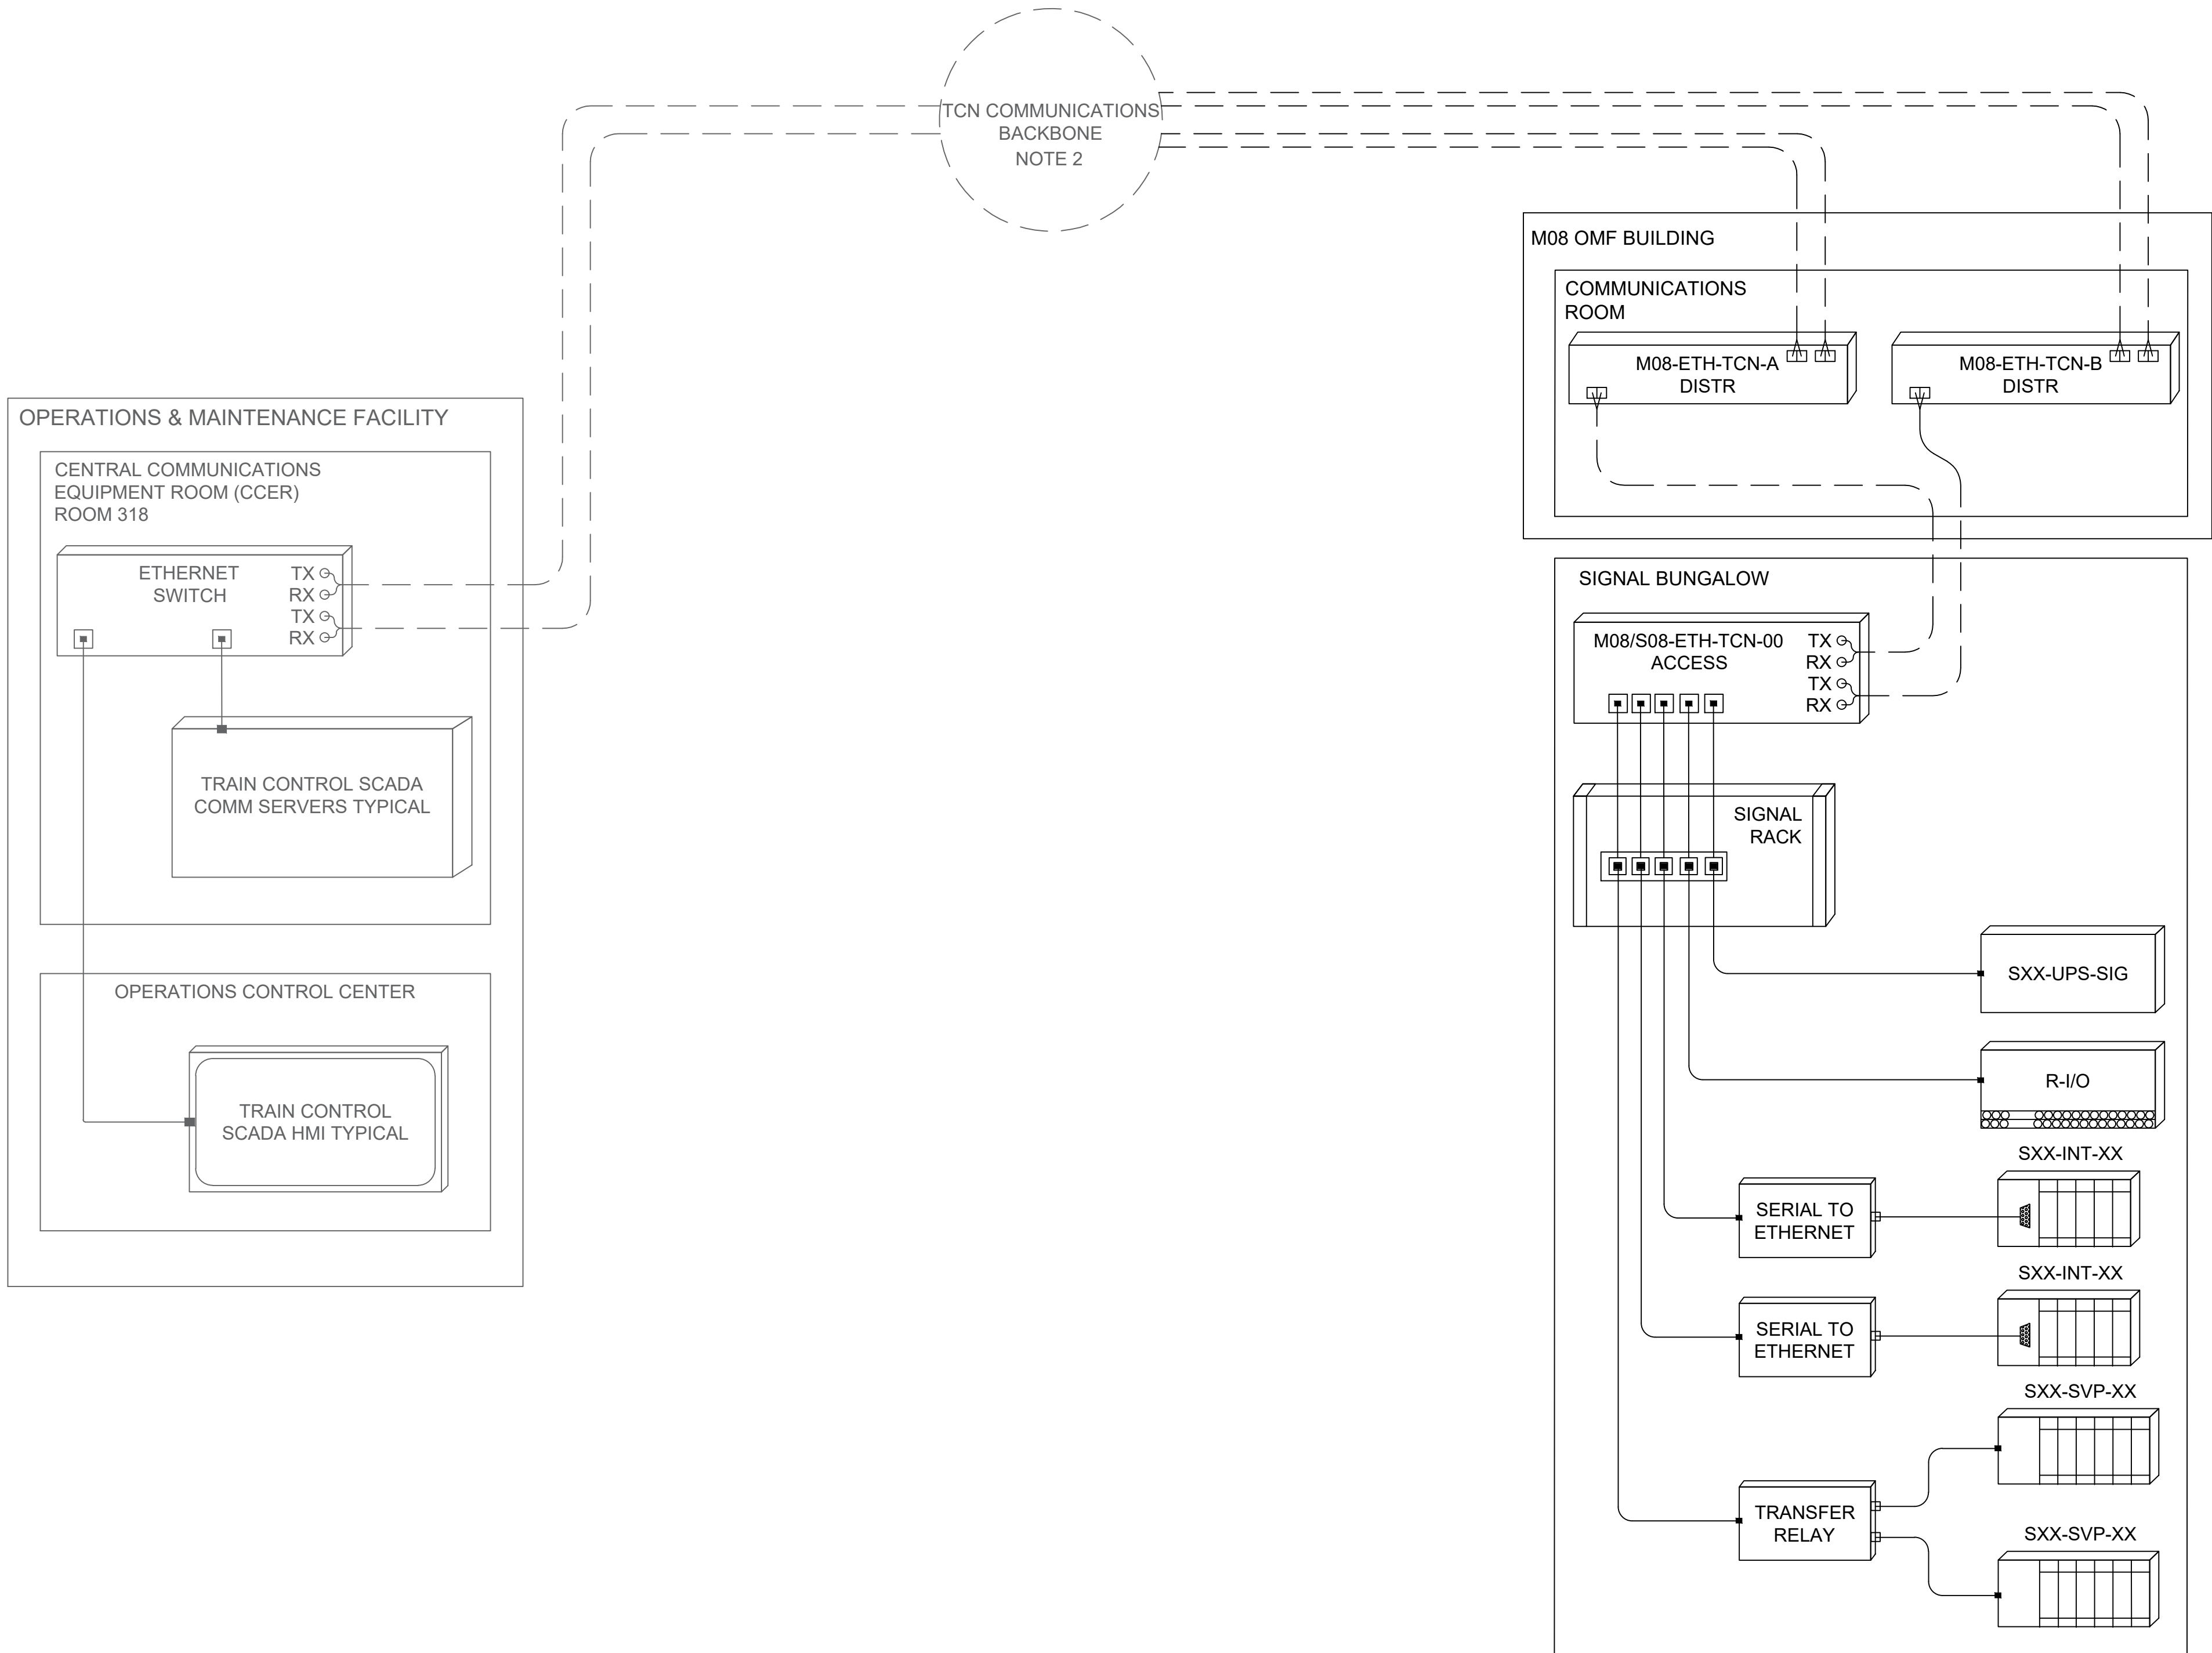 TCN COMMUNICATIONS
BACKBONE
NOTE 2
OPERATIONS & MAINTENANCE FACILITY
CENTRAL COMMUNICATIONS
EQUIPMENT ROOM (CCER)
ROOM 318
ETHERNET
SWITCH
TX
RX
TX
RX
TRAIN CONTROL SCADA
COMM SERVERS TYPICAL
OPERATIONS CONTROL CENTER
TRAIN CONTROL
SCADA HMI TYPICAL
M08 OMF BUILDING
COMMUNICATIONS
ROOM
M08-ETH-TCN-A
DISTR
M08-ETH-TCN-B
DISTR
SIGNAL BUNGALOW
M08/S08-ETH-TCN-00
ACCESS
TX
RX
TX
RX
SIGNAL
RACK
SXX-UPS-SIG
R-I/O
SXX-INT-XX
SERIAL TO
ETHERNET
SXX-INT-XX
SERIAL TO
ETHERNET
SXX-SVP-XX
TRANSFER
RELAY
SXX-SVP-XX